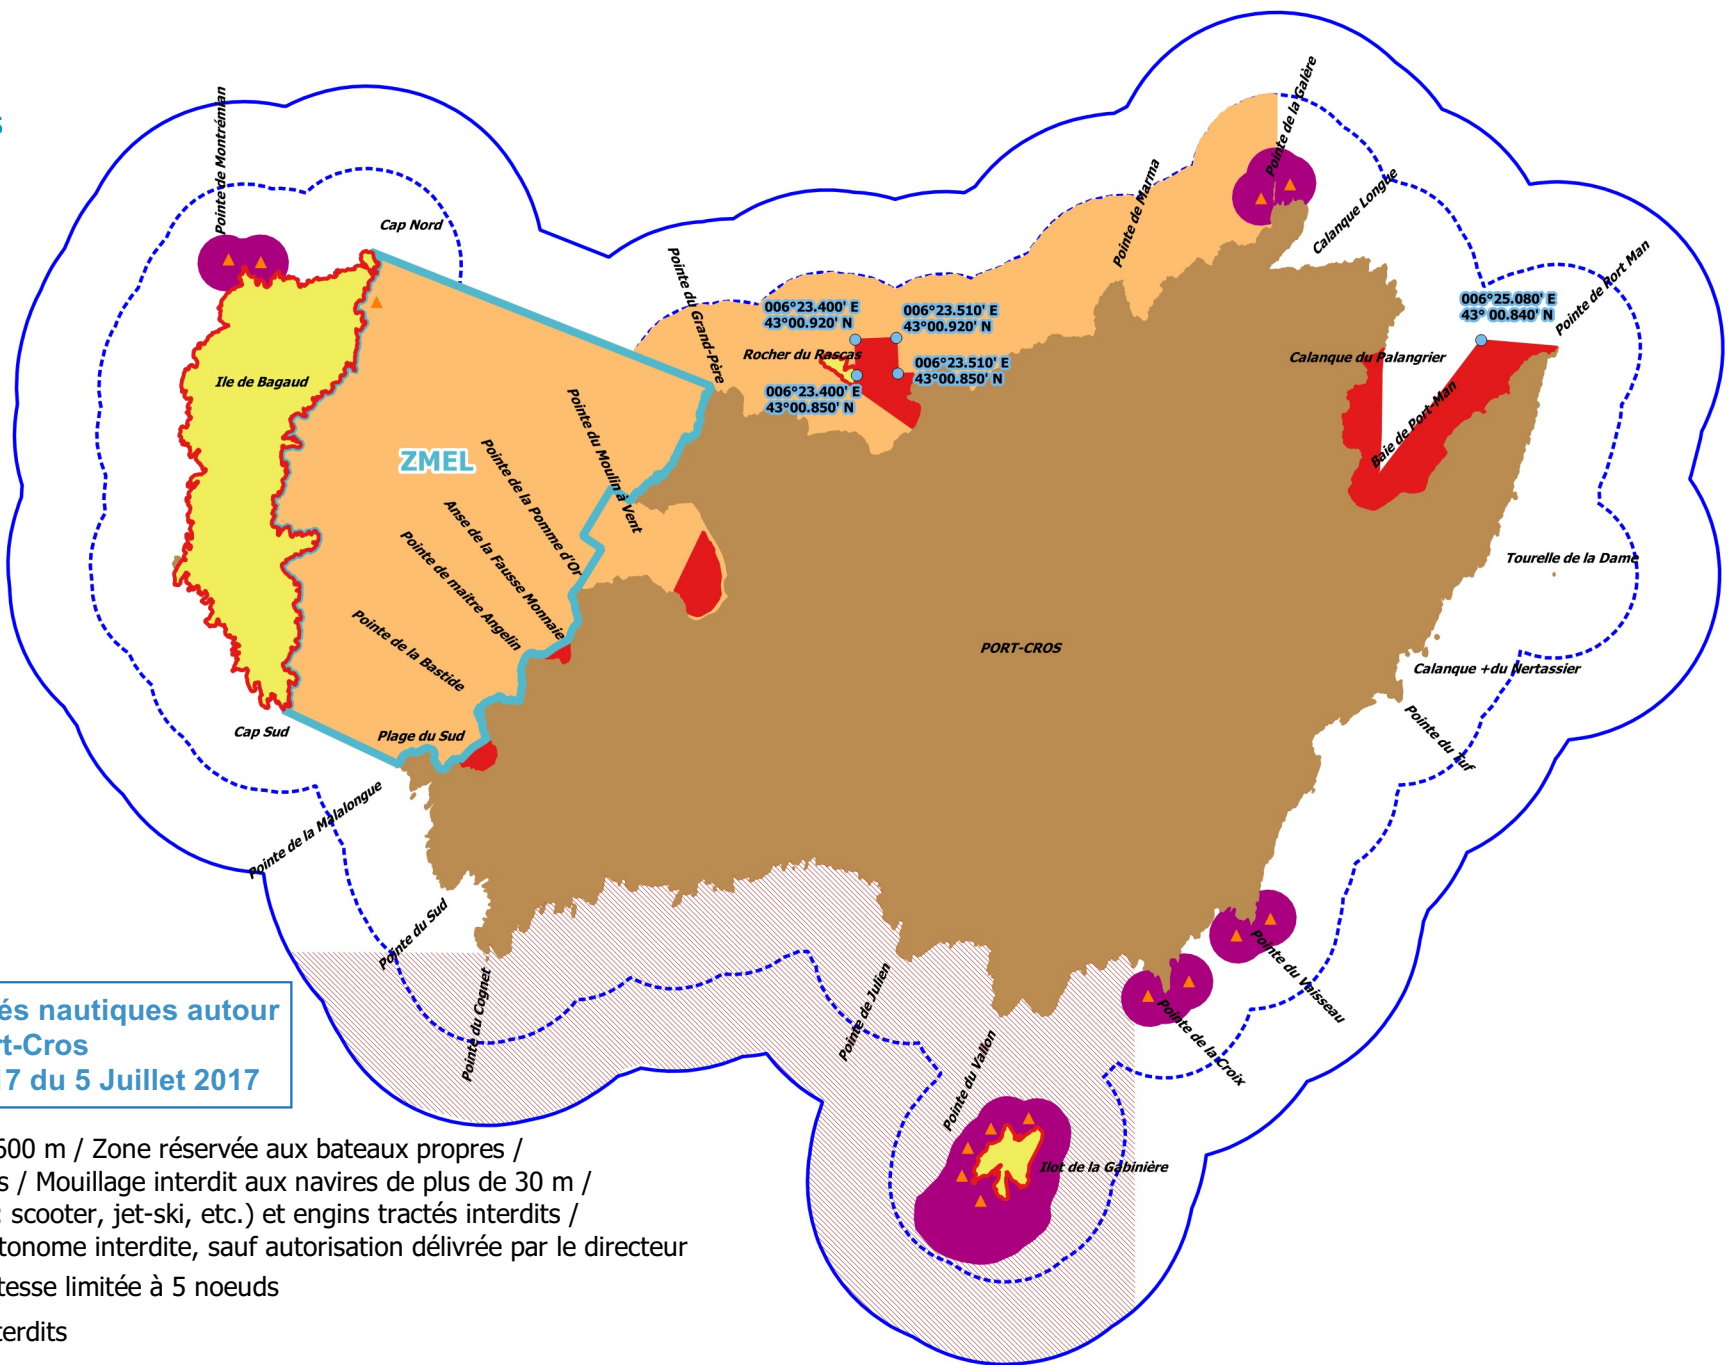 s
Pointe de Montrémian
Cap Nord
Pointe de la Galère
Calanque Longue
Pointe de Marma
Pointe du Grand-Père
Pointe de Port Man
006°23.400' E
43°00.920' N
006°23.510' E
43°00.920' N
006°25.080' E
43° 00.840' N
Rocher du Rascas
006°23.510' E
43°00.850' N
006°23.400' E
43°00.850' N
Calanque du Palangrier
Baie de Port-Man
Ile de Bagaud
ZMEL
Pointe du Moulin à Vent
Pointe de la Pomme d'Or
Anse de la Fausse Monnaie
Pointe de maitre Angelin
Pointe de la Bastide
Tourelle de la Dame
PORT-CROS
Calanque +du Nertassier
Pointe du Tuf
Cap Sud
Plage du Sud
Pointe de la Malalongue
Pointe du Sud
Pointe du Cognet
Pointe de Julien
Pointe du Vallon
Pointe du Vaisseau
Pointe de la Croix
Ilot de la Gabinière
és nautiques autour
rt-Cros
17 du 5 Juillet 2017
600 m / Zone réservée aux bateaux propres /
s / Mouillage interdit aux navires de plus de 30 m /
: scooter, jet-ski, etc.) et engins tractés interdits /
tonome interdite, sauf autorisation délivrée par le directeur
tesse limitée à 5 noeuds
terdits